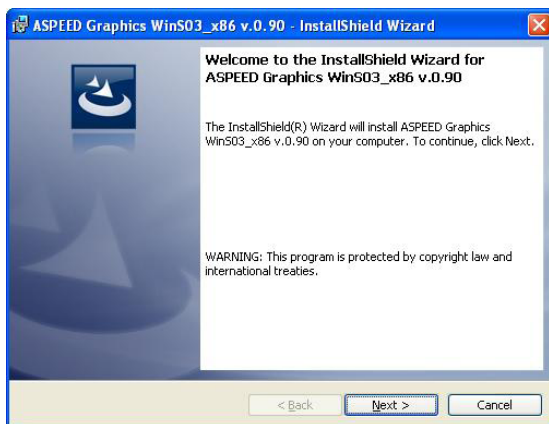 ASPEED Graphics WinS03_x86 v.0.90 - InstallShield Wizard
Welcome to the InstallShield Wizard for
ASPEED Graphics WinS03_x86 v.0.90
The InstallShield(R) Wizard will install ASPEED Graphics
WinS03_x86 v.0.90 on your computer. To continue, click Next.
WARNING: This program is protected by copyright law and
international treaties.
< Back Next > Cancel